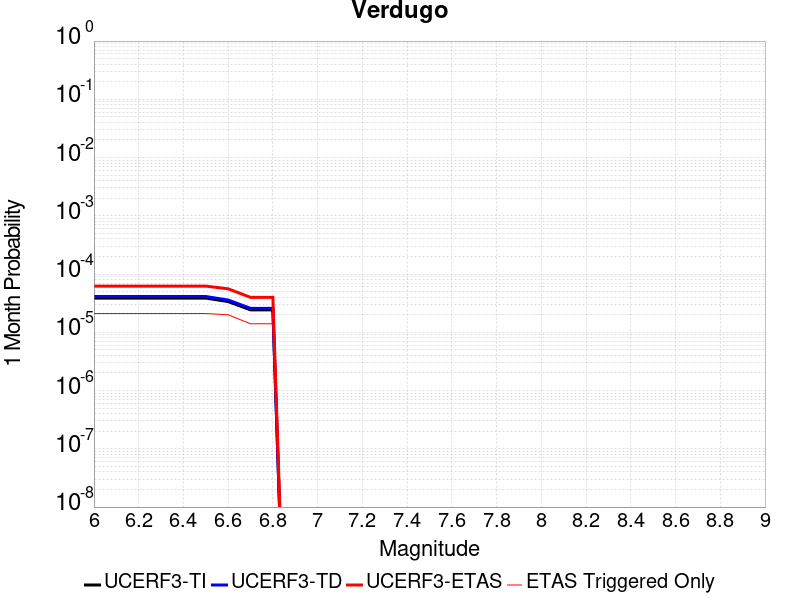 Verdugo
1 Month Probability
10^0
10^-1
10^-2
10^-3
10^-4
10^-5
10^-6
10^-7
10^-8
6 6.2 6.4 6.6 6.8 7 7.2 7.4 7.6 7.8 8 8.2 8.4 8.6 8.8 9
Magnitude
UCERF3-TI UCERF3-TD UCERF3-ETAS ETAS Triggered Only